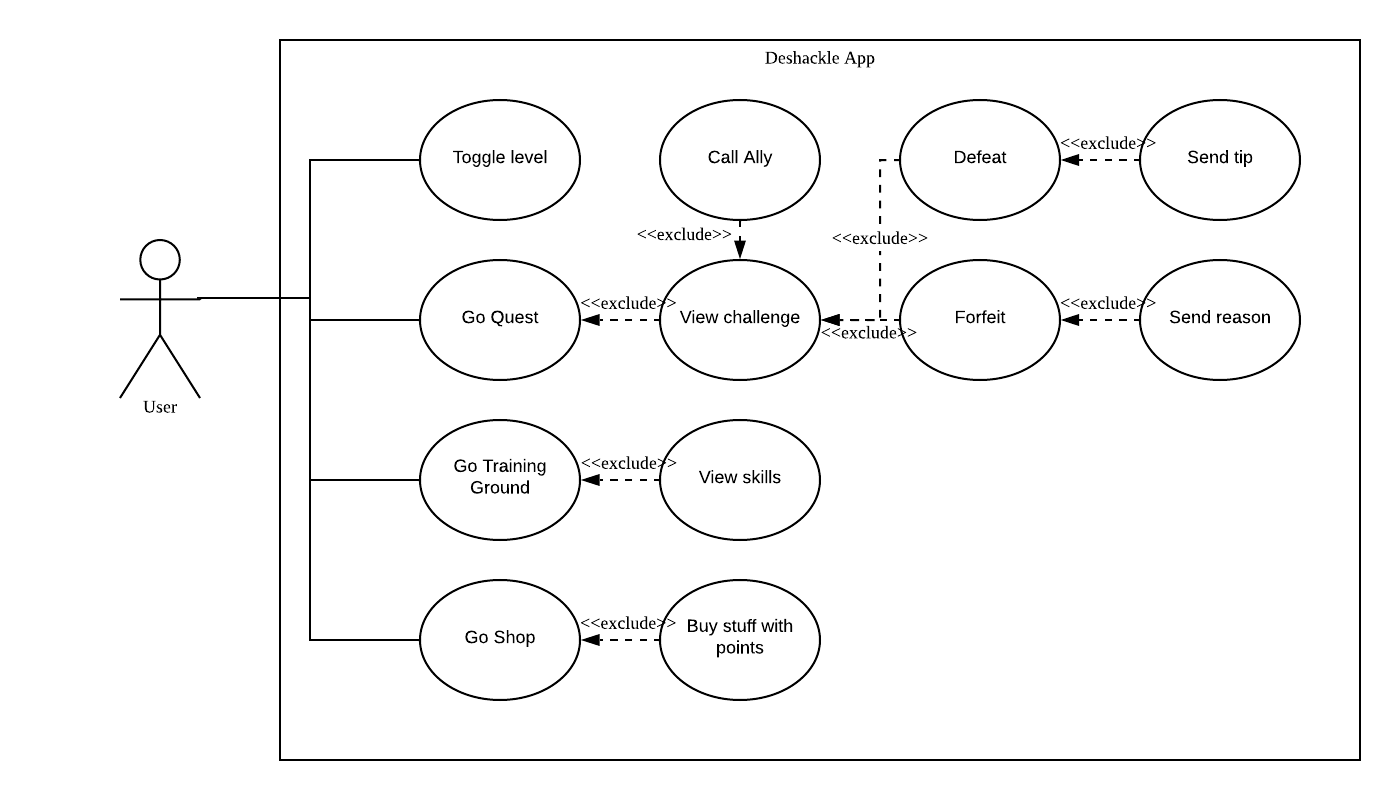 Deshackle App
Toggle level
Call Ally
Defeat
<<exclude>>
Send tip
<<exclude>>
<<exclude>>
User
Go Quest
<<exclude>>
View challenge
<<exclude>>
Forfeit
<<exclude>>
Send reason
Go Training
Ground
<<exclude>>
View skills
Go Shop
<<exclude>>
Buy stuff with
points